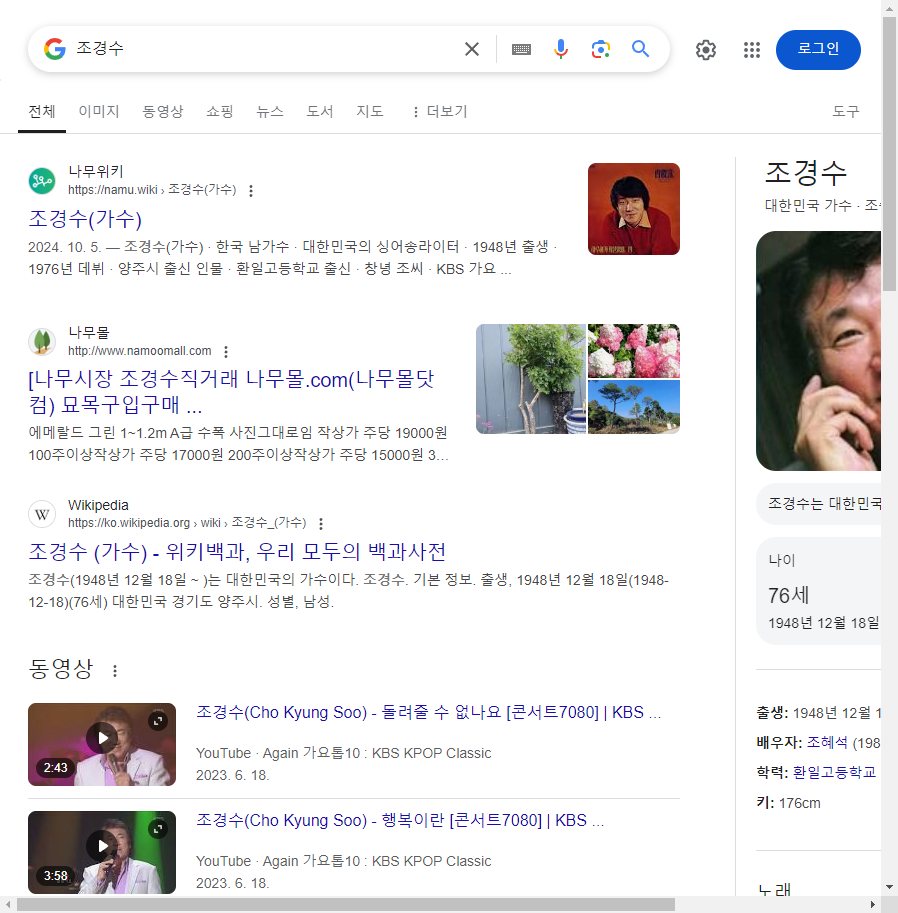 조경수
로그인
전체 이미지 동영상 쇼핑 뉴스 도서 지도 더보기 도구
나무위키
https://namu.wiki › 조경수(가수)
조경수(가수)
2024. 10. 5. — 조경수(가수) · 한국 남가수 · 대한민국의 싱어송라이터 · 1948년 출생 ·
1976년 데뷔 · 양주시 출신 인물 · 환일고등학교 출신 · 창녕 조씨 · KBS 가요 ...
나무몰
http://www.namoomall.com
[나무시장 조경수직거래 나무몰.com(나무몰닷
컴) 묘목구입구매 ...
에메랄드 그린 1~1.2m A급 수폭 사진그대로임 작상가 주당 19000원
100주이상작상가 주당 17000원 200주이상작상가 주당 15000원 3...
W
Wikipedia
https://ko.wikipedia.org › wiki › 조경수_(가수)
조경수 (가수) - 위키백과, 우리 모두의 백과사전
조경수(1948년 12월 18일 ~ )는 대한민국의 가수이다. 조경수. 기본 정보. 출생, 1948년 12월 18일(1948-
12-18)(76세) 대한민국 경기도 양주시. 성별, 남성.
동영상
2:43
조경수(Cho Kyung Soo) - 돌려줄 수 없나요 [콘서트7080] | KBS ...
YouTube · Again 가요톱10 : KBS KPOP Classic
2023. 6. 18.
3:58
조경수(Cho Kyung Soo) - 행복이란 [콘서트7080] | KBS ...
YouTube · Again 가요톱10 : KBS KPOP Classic
2023. 6. 18.
조경수
대한민국 가수 ·
조경수는 대한민국
나이
76세
1948년 12월 18일
출생: 1948년 12월 1
배우자: 조혜석 (198
학력: 환일고등학교
키: 176cm
노래